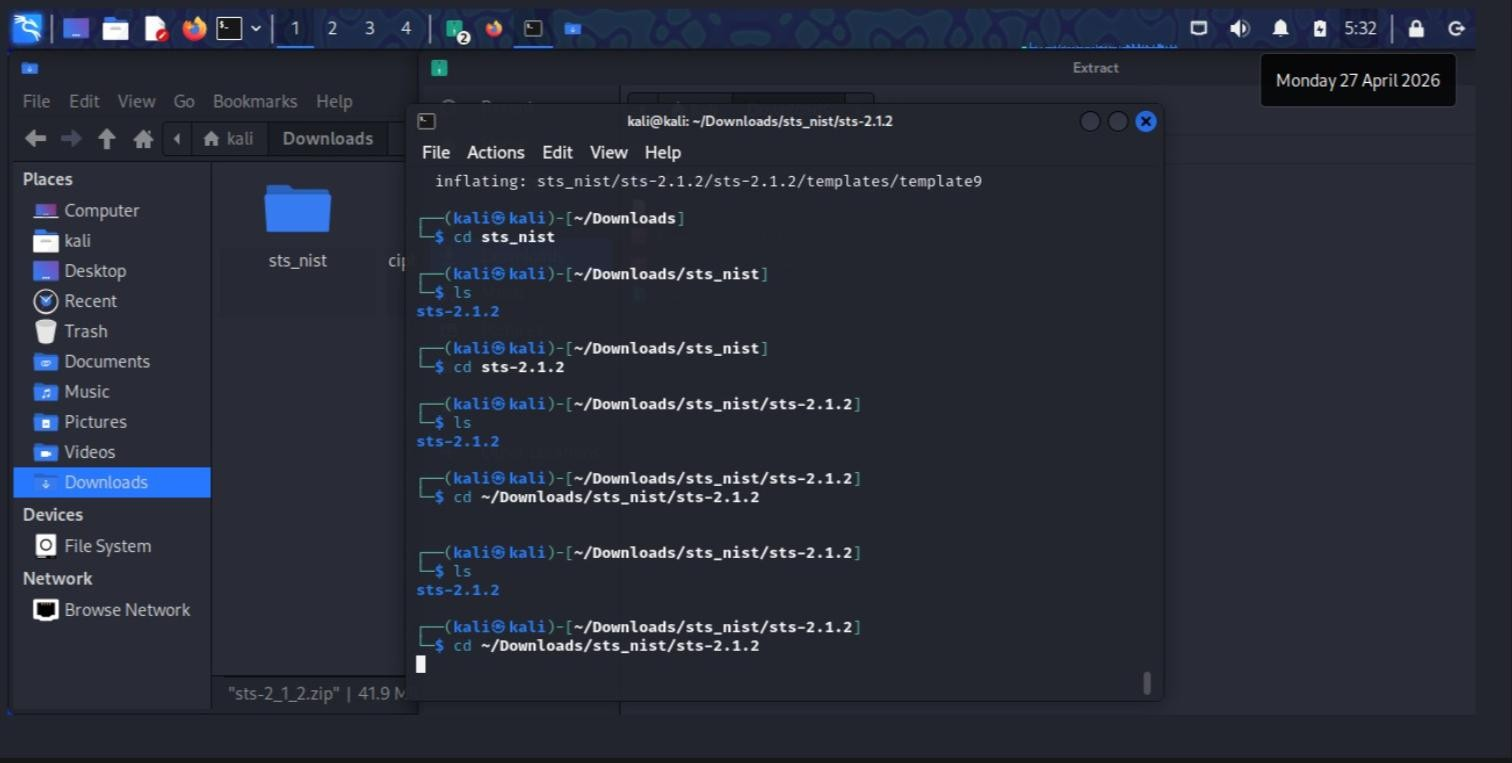 1 2 3 4
2
5:32
Monday 27 April 2026
File Edit View Go Bookmarks Help
kali Downloads
Places
Computer
kali
Desktop
Recent
Trash
Documents
Music
Pictures
Videos
Downloads
Devices
File System
Network
Browse Network
sts_nist
"sts-2_1_2.zip" | 41.9 M
Extract
kali@kali: ~/Downloads/sts_nist/sts-2.1.2
File Actions Edit View Help
inflating: sts_nist/sts-2.1.2/sts-2.1.2/templates/template9
┌──(kali㉿kali)-[~/Downloads]
└─$ cd sts_nist
┌──(kali㉿kali)-[~/Downloads/sts_nist]
└─$ ls
sts-2.1.2
┌──(kali㉿kali)-[~/Downloads/sts_nist]
└─$ cd sts-2.1.2
┌──(kali㉿kali)-[~/Downloads/sts_nist/sts-2.1.2]
└─$ ls
sts-2.1.2
┌──(kali㉿kali)-[~/Downloads/sts_nist/sts-2.1.2]
└─$ cd ~/Downloads/sts_nist/sts-2.1.2
┌──(kali㉿kali)-[~/Downloads/sts_nist/sts-2.1.2]
└─$ ls
sts-2.1.2
┌──(kali㉿kali)-[~/Downloads/sts_nist/sts-2.1.2]
└─$ cd ~/Downloads/sts_nist/sts-2.1.2